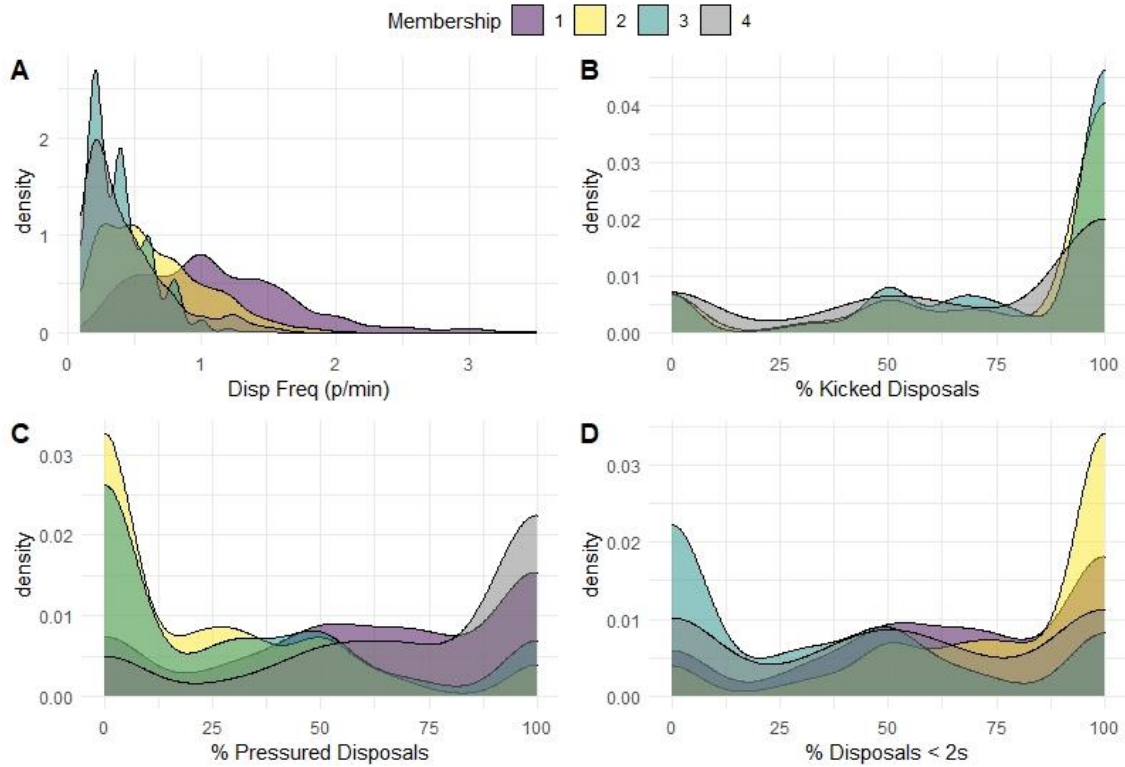 Membership 1 2 3 4
A
density
2
1
0
0 1 2 3
Disp Freq (p/min)
B
density
0.04
0.03
0.02
0.01
0.00
0 25 50 75 100
% Kicked Disposals
C
density
0.03
0.02
0.01
0.00
0 25 50 75 100
% Pressured Disposals
D
density
0.03
0.02
0.01
0.00
0 25 50 75 100
% Disposals < 2s